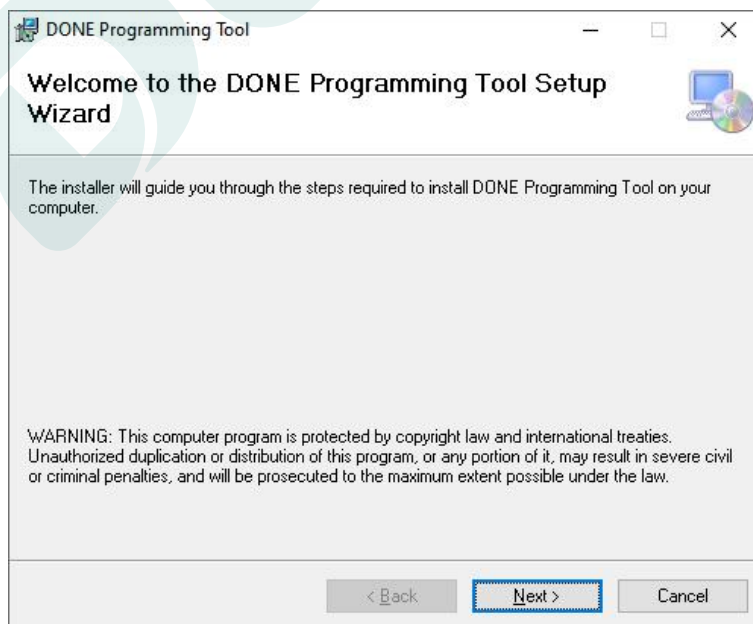 DONE Programming Tool
Welcome to the DONE Programming Tool Setup
Wizard
The installer will guide you through the steps required to install DONE Programming Tool on your
computer.
WARNING: This computer program is protected by copyright law and international treaties.
Unauthorized duplication or distribution of this program, or any portion of it, may result in severe civil
or criminal penalties, and will be prosecuted to the maximum extent possible under the law.
< Back
Next >
Cancel